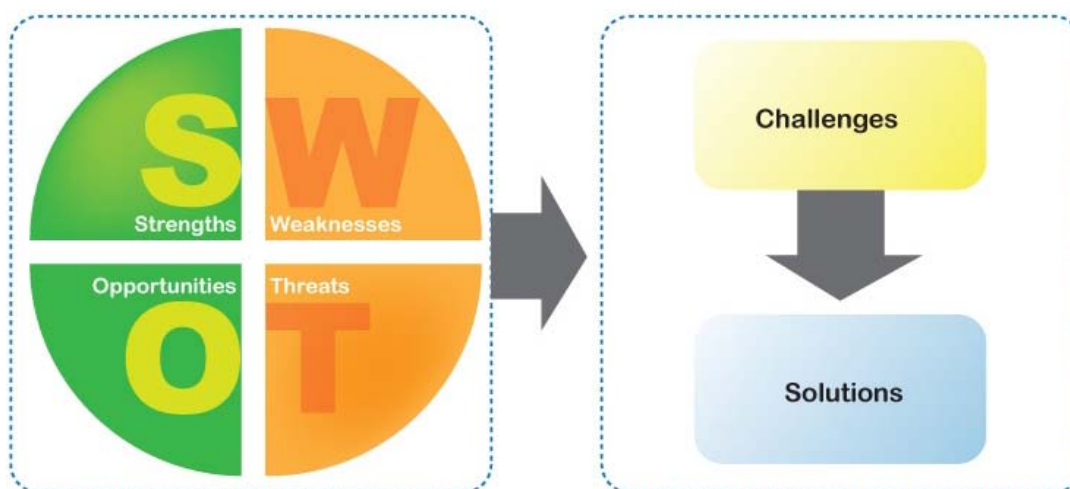 S W
Strengths Weaknesses
Opportunities Threats
O T
Challenges
Solutions